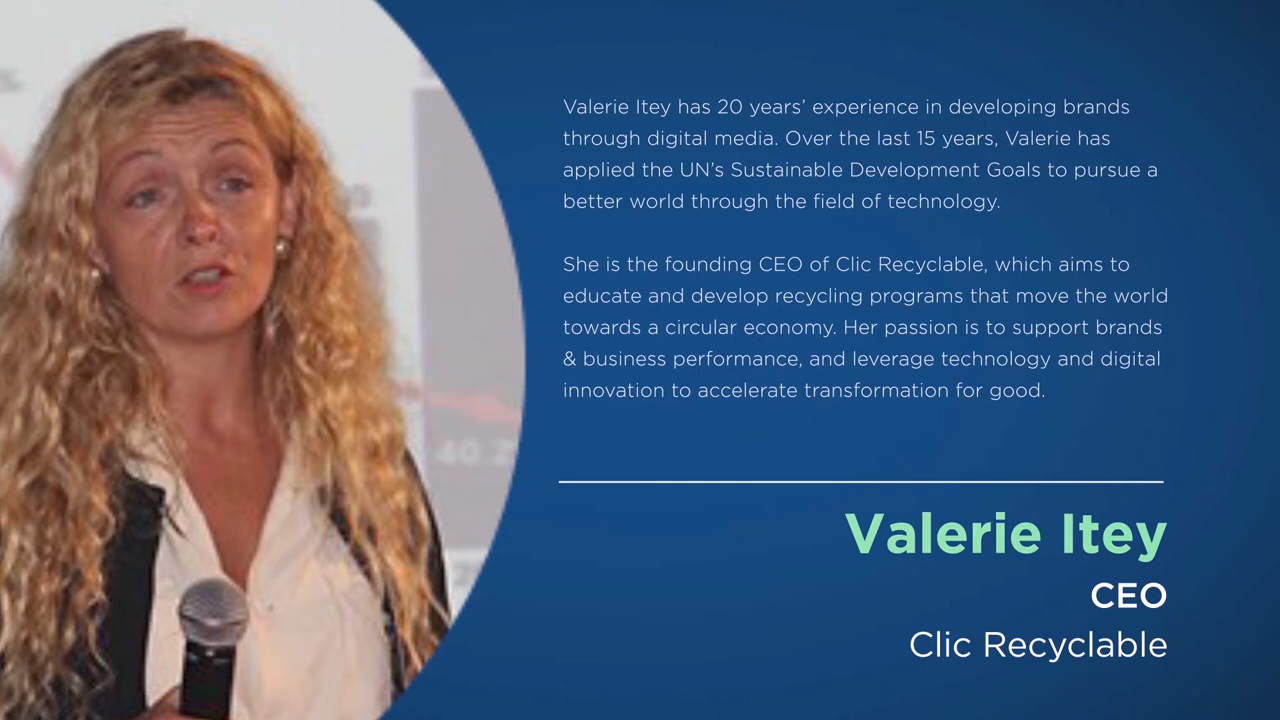 Valerie Itey has 20 years’ experience in developing brands
through digital media. Over the last 15 years, Valerie has
applied the UN’s Sustainable Development Goals to pursue a
better world through the field of technology.
She is the founding CEO of Clic Recyclable, which aims to
educate and develop recycling programs that move the world
towards a circular economy. Her passion is to support brands
& business performance, and leverage technology and digital
innovation to accelerate transformation for good.
Valerie Itey
CEO
Clic Recyclable